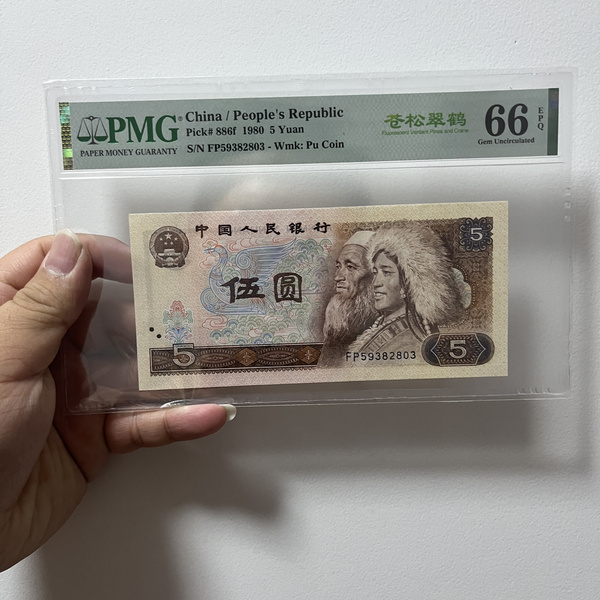 PMG
PAPER MONEY GUARANTY
China / People's Republic
Pick# 886f 1980 5 Yuan
S/N FP59382803 - Wmk: Pu Coin
苍松翠鹤
Fluorescent Verdant Pines and Crane
66 EPQ
Gem Uncirculated
中国人民银行
5
伍圆
5
FP59382803
5